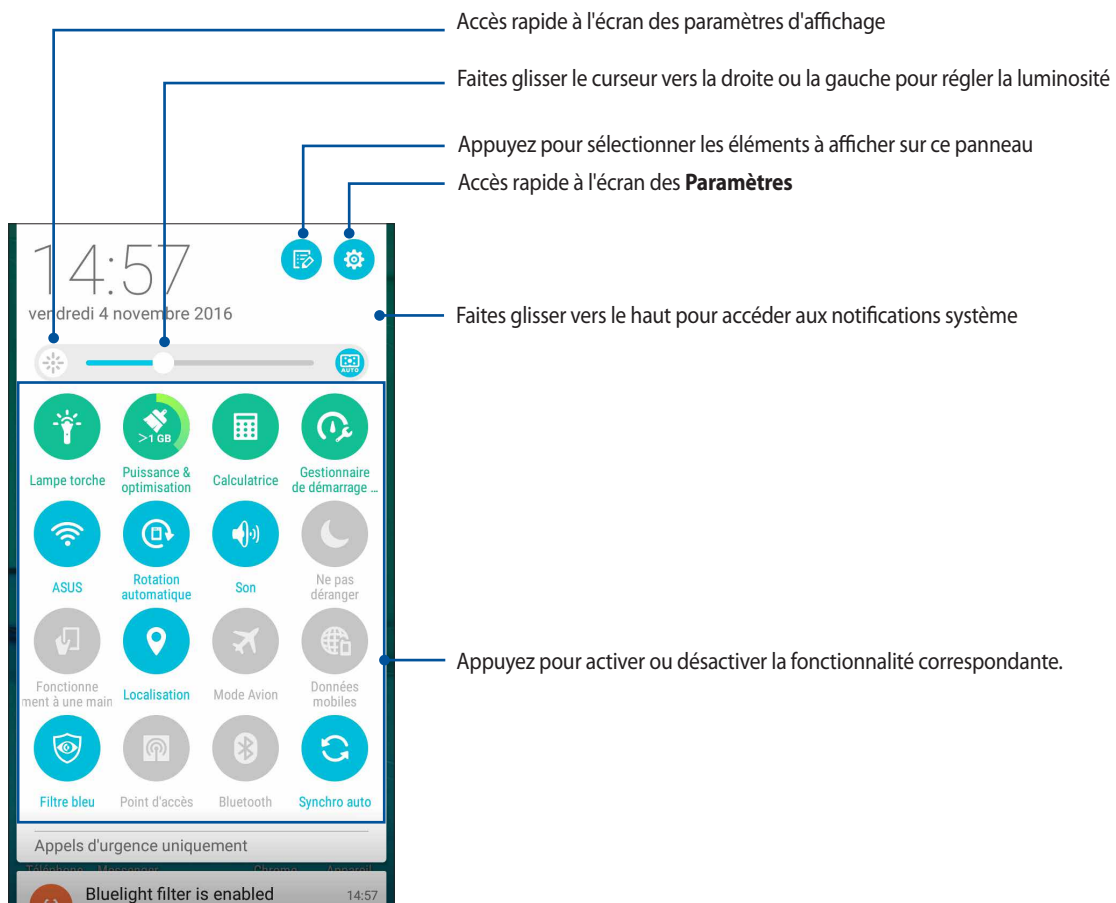 Accès rapide à l'écran des paramètres d'affichage
Faites glisser le curseur vers la droite ou la gauche pour régler la luminosité
Appuyez pour sélectionner les éléments à afficher sur ce panneau
Accès rapide à l'écran des Paramètres
14:57
vendredi 4 novembre 2016
Faites glisser vers le haut pour accéder aux notifications système
AUTO
>1 GB
Lampe torche
Puissance &
optimisation
Calculatrice
Gestionnaire
de démarrage ...
ASUS
Rotation
automatique
Son
Ne pas
déranger
Appuyez pour activer ou désactiver la fonctionnalité correspondante.
Fonctionne
ment à une main
Localisation
Mode Avion
Données
mobiles
Filtre bleu
Point d'accès
Bluetooth
Synchro auto
Appels d'urgence uniquement
Téléphone Messenger Chrome Appareil
Bluelight filter is enabled 14:57